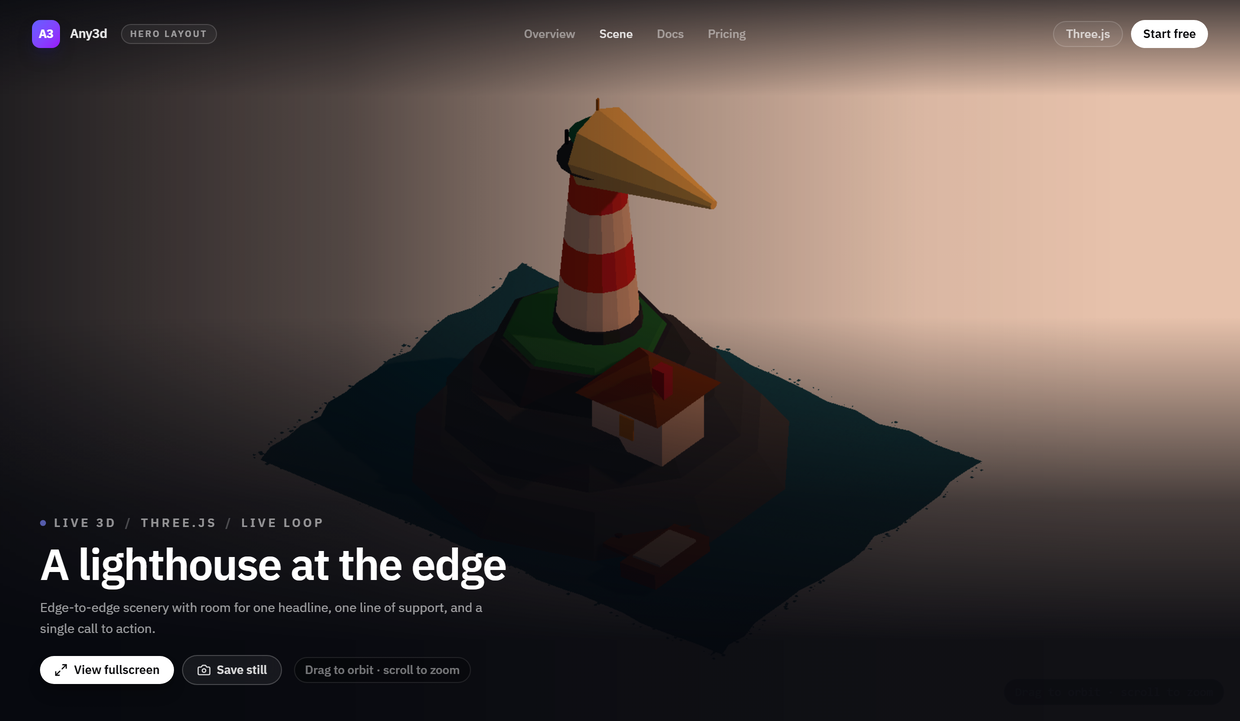 A3 Any3d HERO LAYOUT Overview Scene Docs Pricing Three.js Start free
LIVE 3D / THREE.JS / LIVE LOOP
A lighthouse at the edge
Edge-to-edge scenery with room for one headline, one line of support, and a
single call to action.
View fullscreen Save still Drag to orbit · scroll to zoom